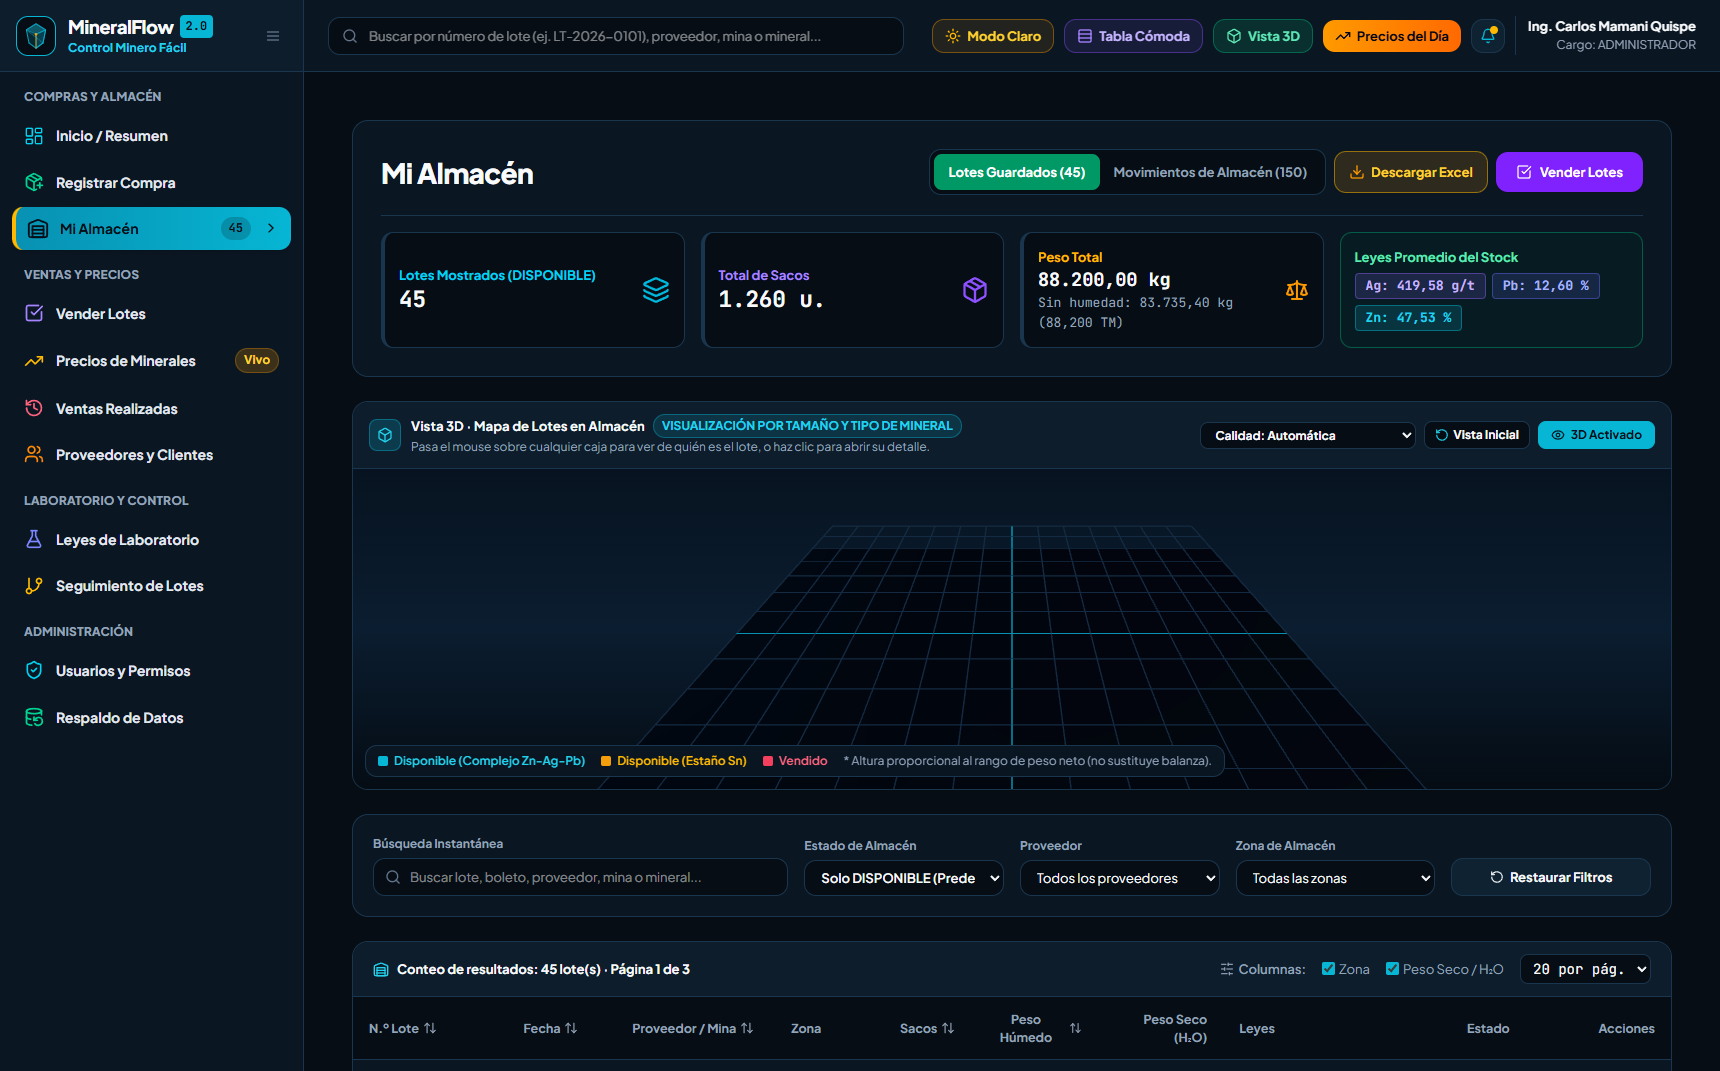 MineralFlow 2.0
Control Minero Fácil
Buscar por número de lote (ej. LT-2026-0101), proveedor, mina o mineral...
Modo Claro
Tabla Cómoda
Vista 3D
Precios del Día
Ing. Carlos Mamani Quispe
Cargo: ADMINISTRADOR
COMPRAS Y ALMACÉN
Inicio / Resumen
Registrar Compra
Mi Almacén 45
VENTAS Y PRECIOS
Vender Lotes
Precios de Minerales Vivo
Ventas Realizadas
Proveedores y Clientes
LABORATORIO Y CONTROL
Leyes de Laboratorio
Seguimiento de Lotes
ADMINISTRACIÓN
Usuarios y Permisos
Respaldo de Datos
Mi Almacén
Lotes Guardados (45)
Movimientos de Almacén (150)
Descargar Excel
Vender Lotes
Lotes Mostrados (DISPONIBLE)
45
Total de Sacos
1.260 u.
Peso Total
88.200,00 kg
Sin humedad: 83.735,40 kg
(88,200 TM)
Leyes Promedio del Stock
Ag: 419,58 g/t
Pb: 12,60 %
Zn: 47,53 %
Vista 3D · Mapa de Lotes en Almacén
VISUALIZACIÓN POR TAMAÑO Y TIPO DE MINERAL
Pasa el mouse sobre cualquier caja para ver de quién es el lote, o haz clic para abrir su detalle.
Calidad: Automática
Vista Inicial
3D Activado
Disponible (Complejo Zn-Ag-Pb)
Disponible (Estaño Sn)
Vendido
* Altura proporcional al rango de peso neto (no sustituye balanza).
Búsqueda Instantánea
Buscar lote, boleto, proveedor, mina o mineral...
Estado de Almacén
Solo DISPONIBLE (Prede
Proveedor
Todos los proveedores
Zona de Almacén
Todas las zonas
Restaurar Filtros
Conteo de resultados: 45 lote(s) · Página 1 de 3
Columnas:
Zona
Peso Seco / H₂O
20 por pág.
N.º Lote
Fecha
Proveedor / Mina
Zona
Sacos
Peso Húmedo
Peso Seco (H₂O)
Leyes
Estado
Acciones